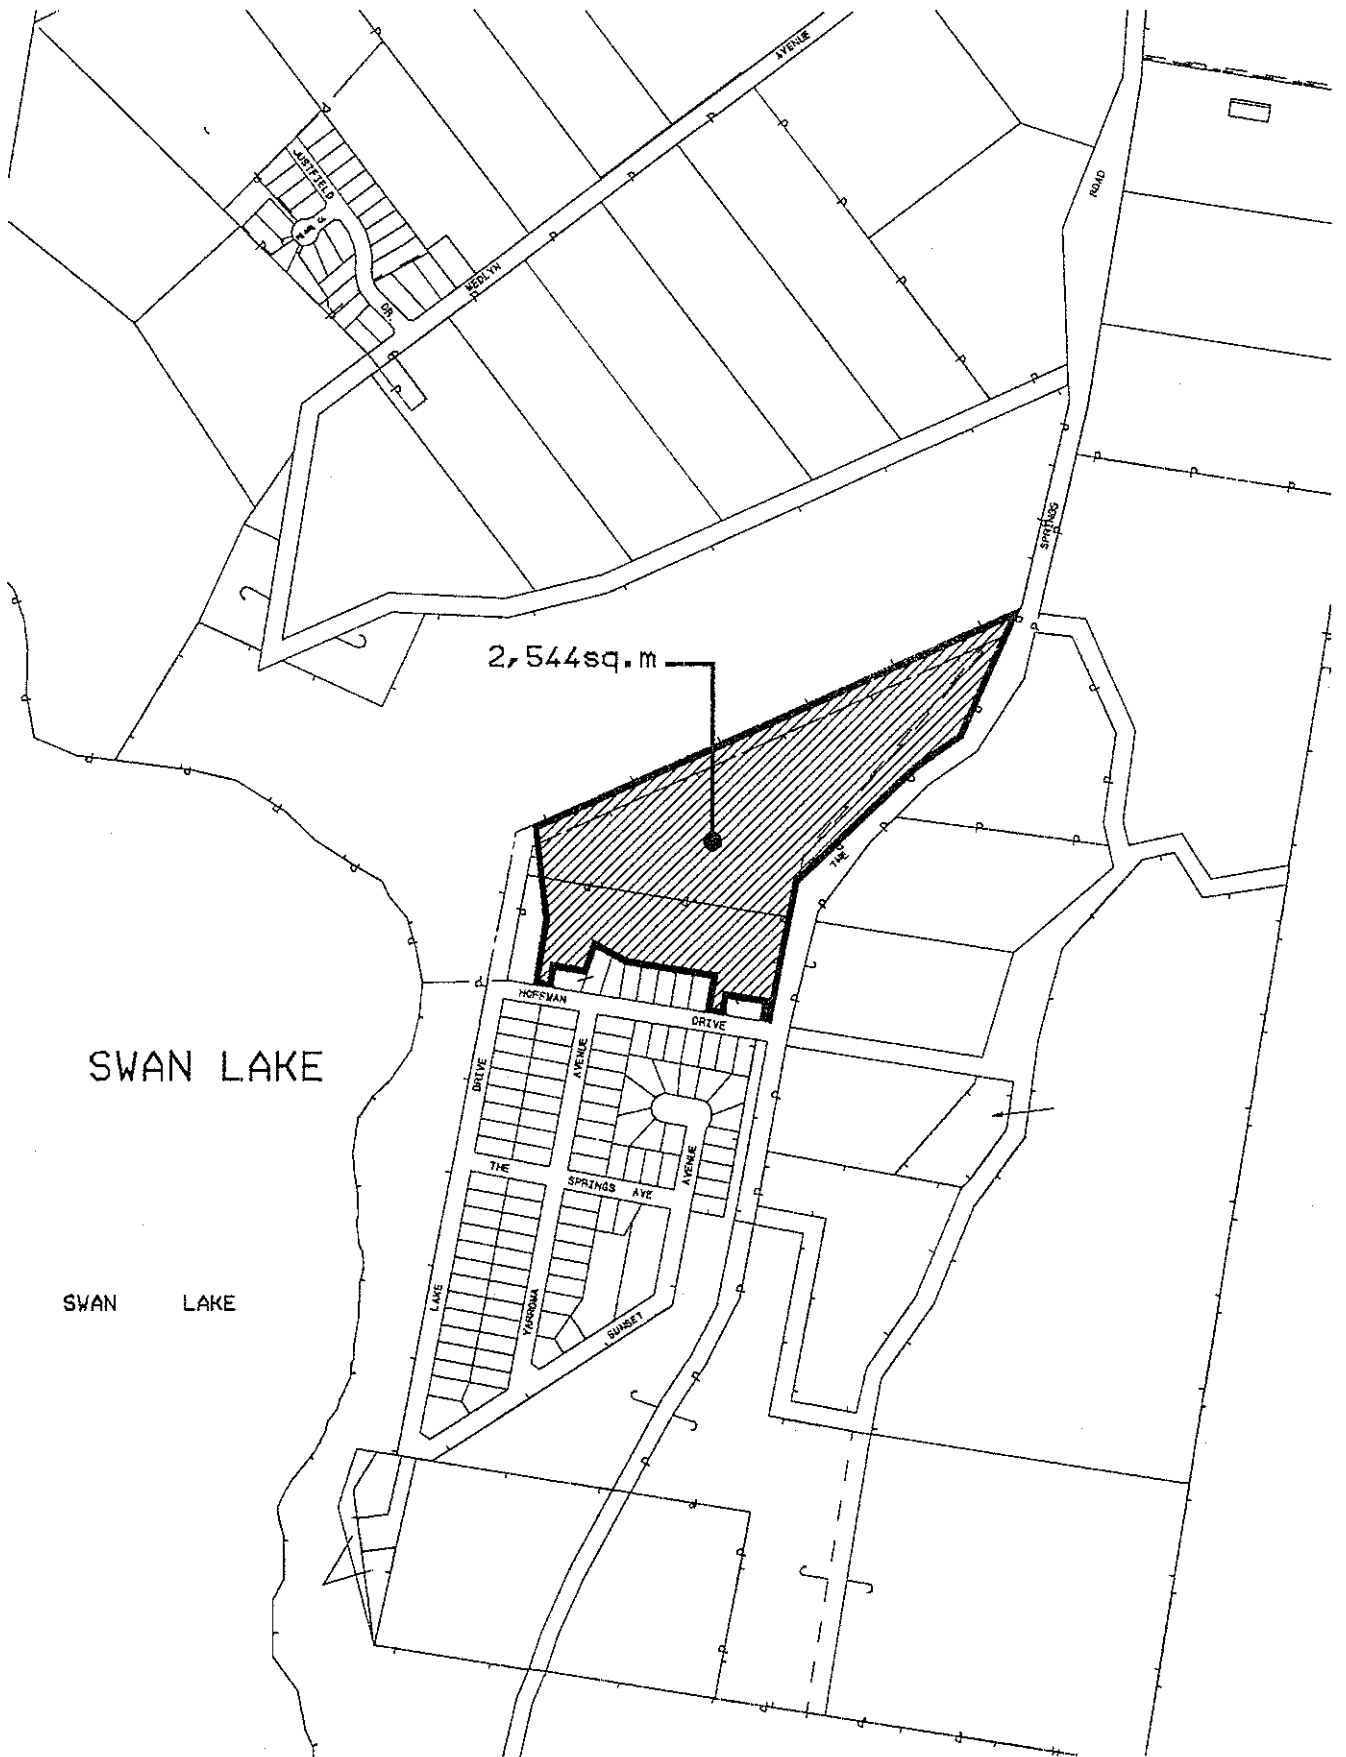 AVENUE
JUSTFIELD
ROAD
MEDLYN
DR.
SPRINGS
2,544sq.m
THE
HOFFMAN
DRIVE
SWAN LAKE
DRIVE
AVENUE
AVENUE
THE
SPRINGS AVE
SWAN LAKE
LAKE
YARROMA
SUNSET